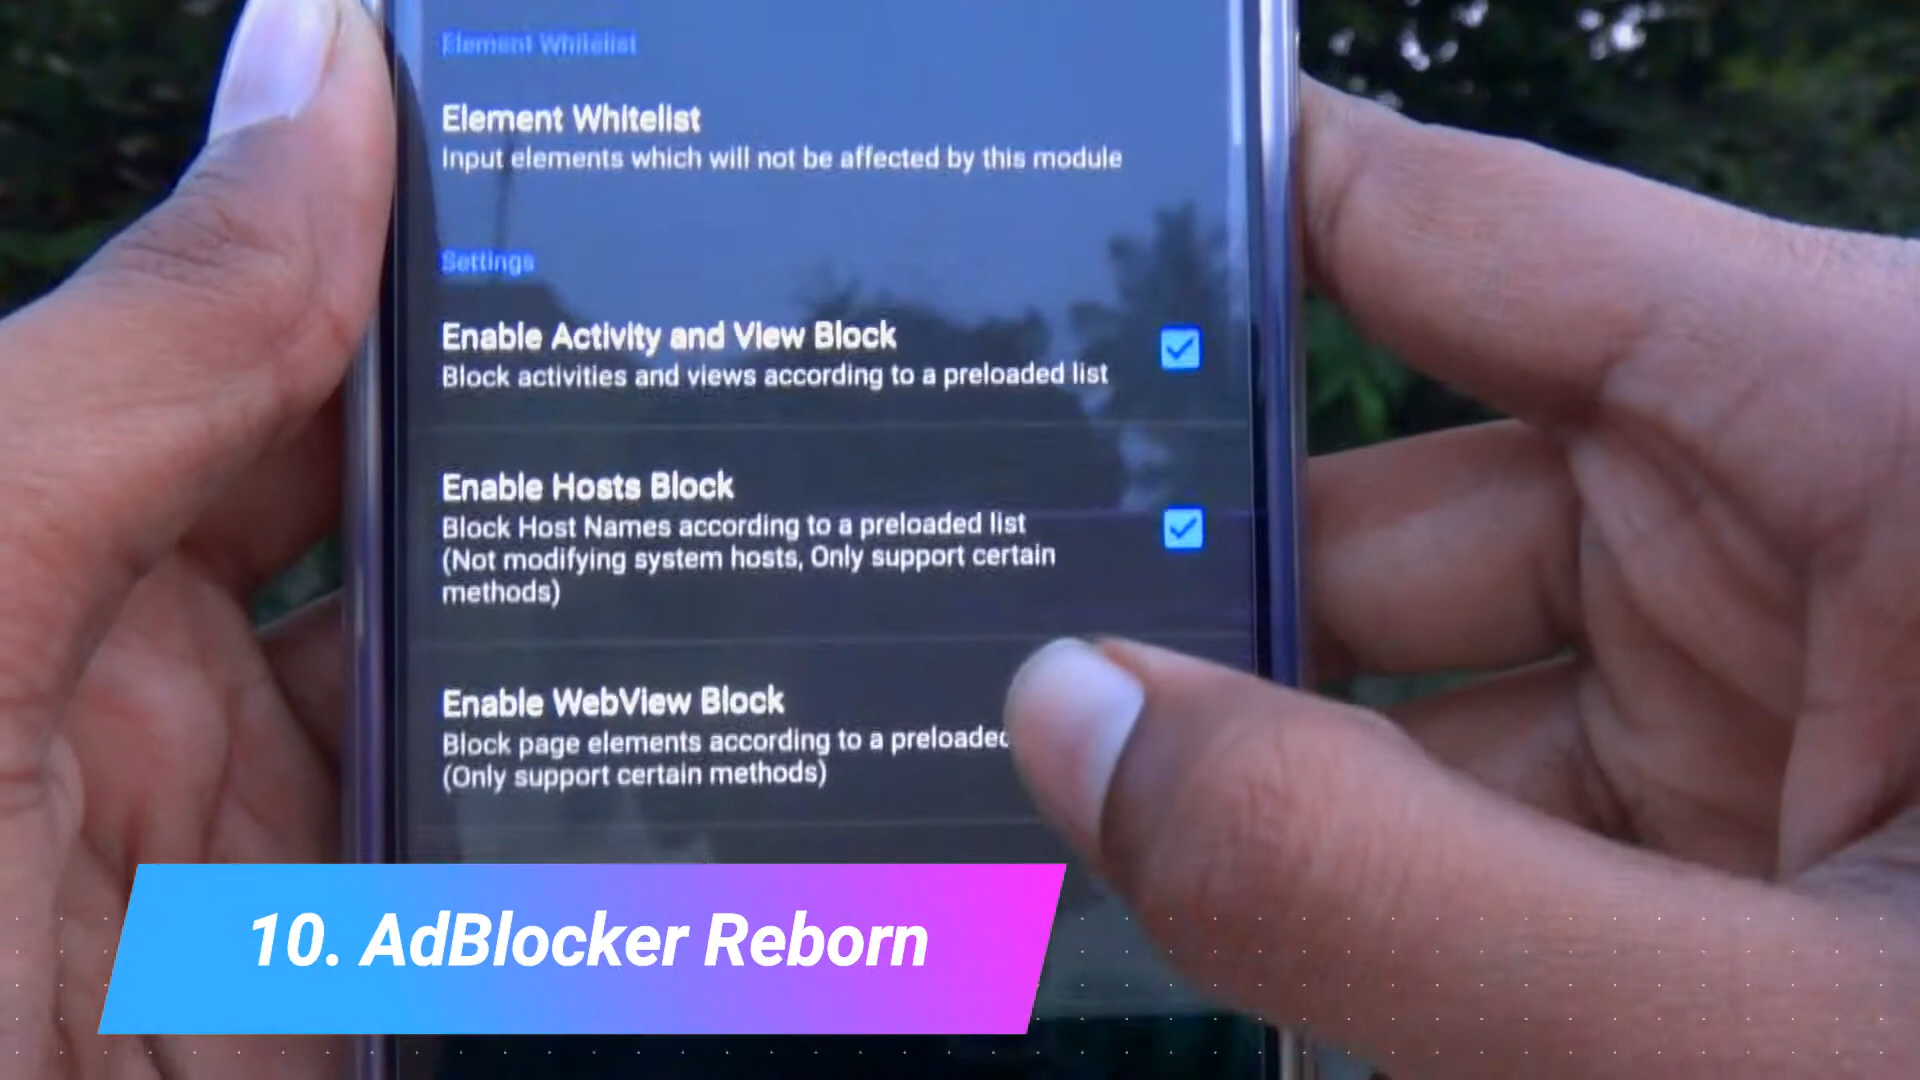 Element Whitelist
Element Whitelist
Input elements which will not be affected by this module
Settings
Enable Activity and View Block
Block activities and views according to a preloaded list
Enable Hosts Block
Block Host Names according to a preloaded list
(Not modifying system hosts, Only support certain
methods)
Enable WebView Block
Block page elements according to a preloaded
(Only support certain methods)
10. AdBlocker Reborn